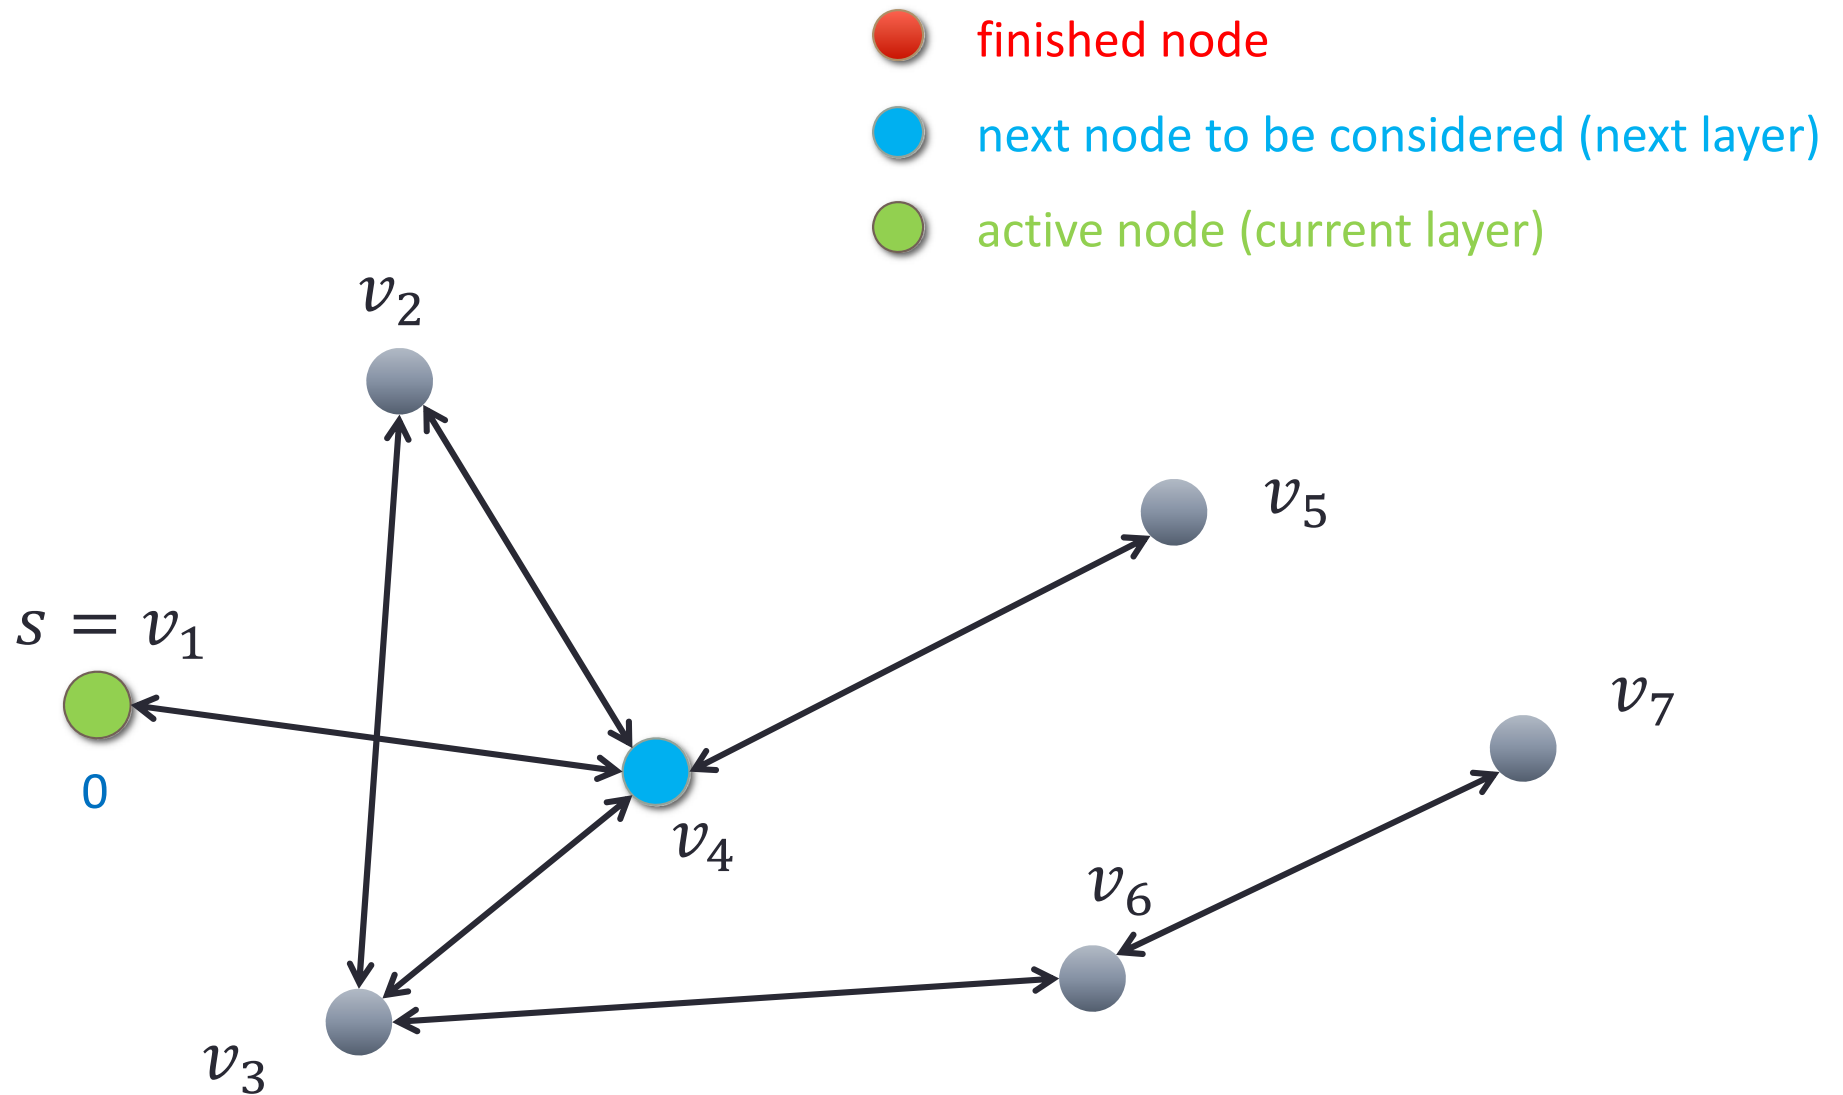 finished node
next node to be considered (next layer)
active node (current layer)
v₂
v₅
s = v₁
v₇
0
v₄
v₆
v₃